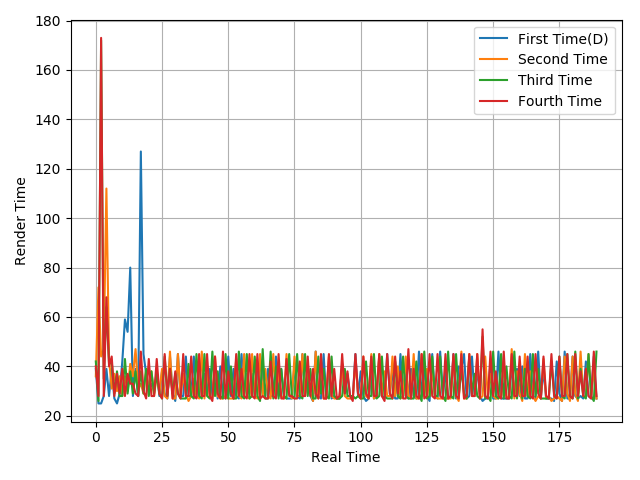 First Time(D)
Second Time
Third Time
Fourth Time
180
160
140
120
100
80
60
40
20
Render Time
0
25
50
75
100
125
150
175
Real Time